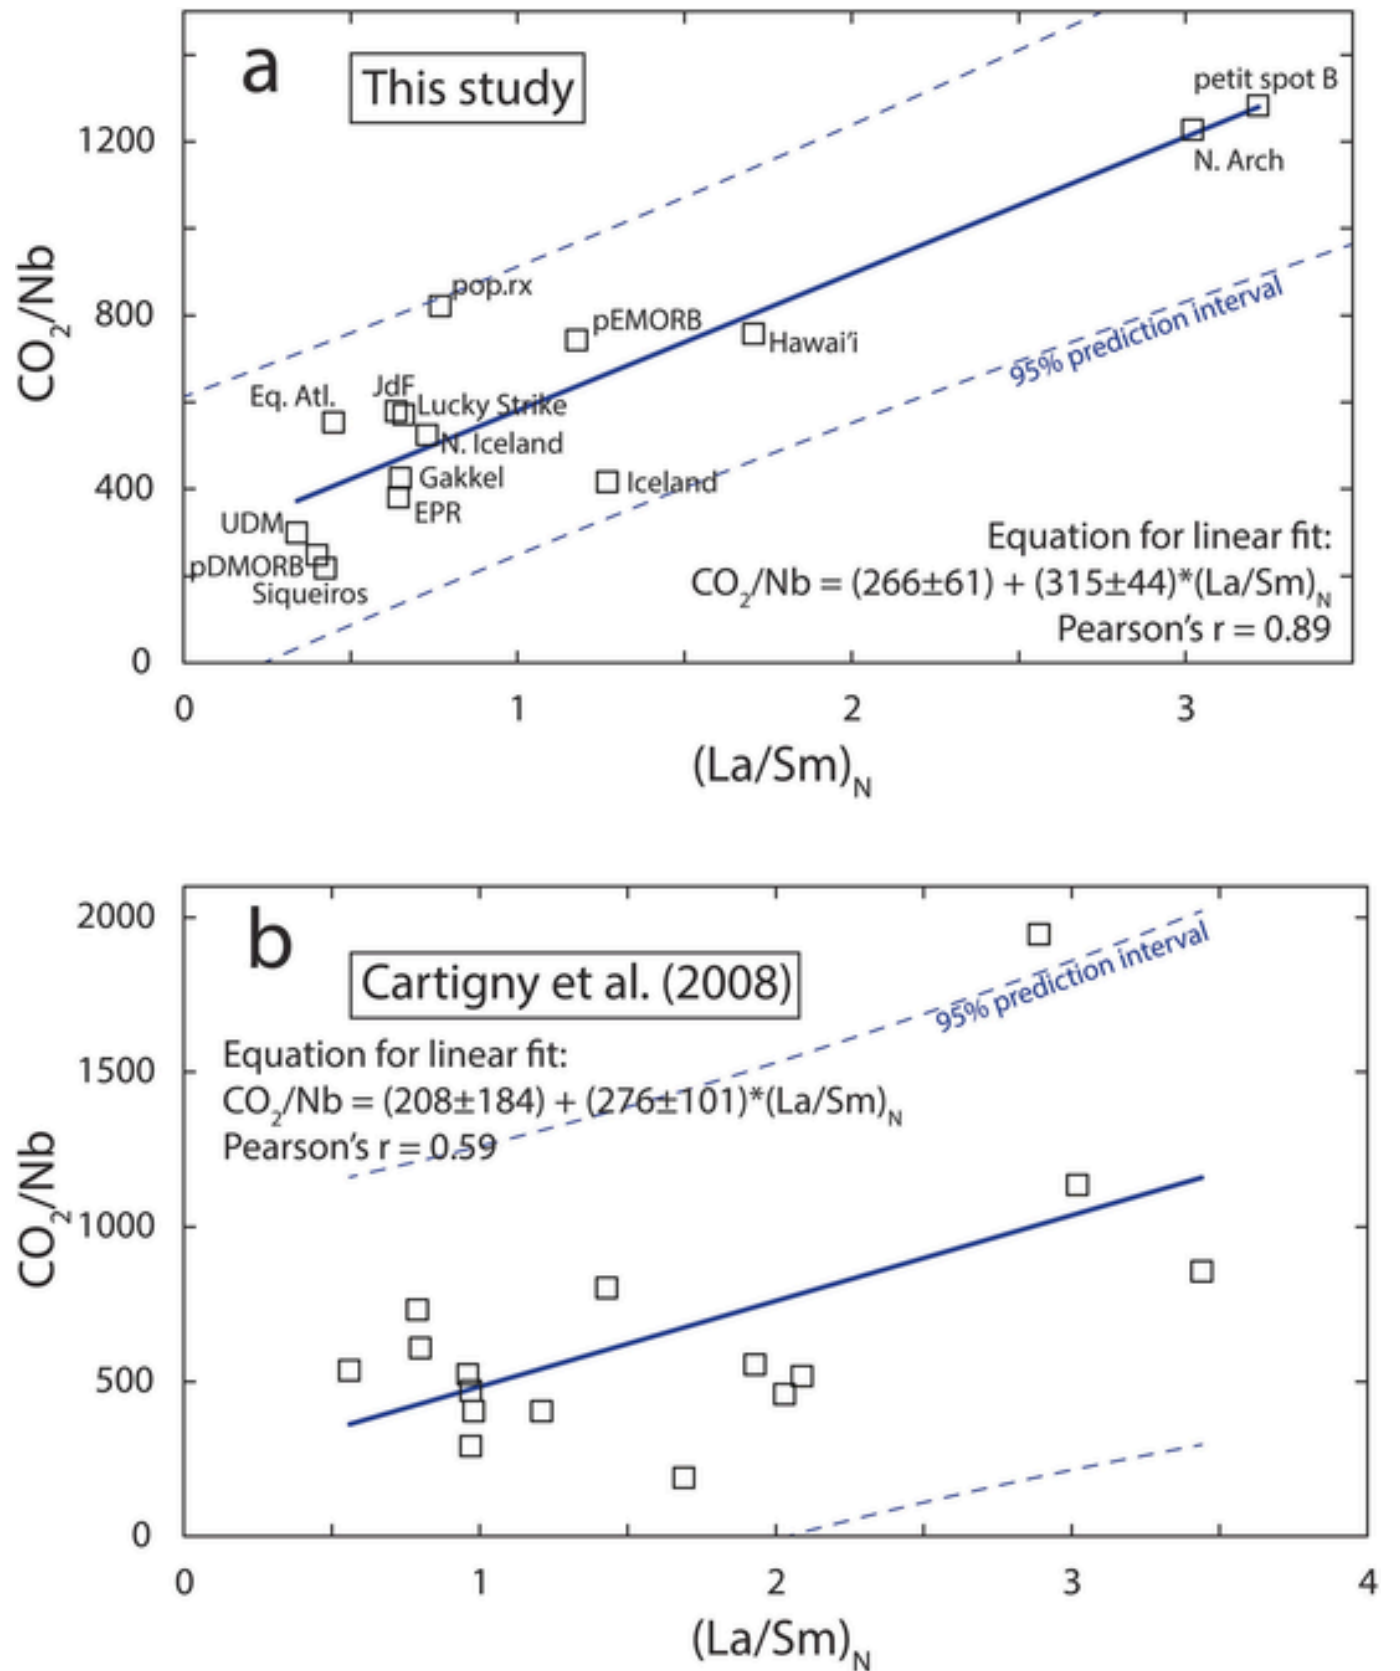 a
This study
1200
800
400
0
CO2/Nb
petit spot B
N. Arch
pop.rx
pEMORB
Hawai'i
95% prediction interval
JdF
Eq. Atl.
Lucky Strike
N. Iceland
Gakkel
Iceland
EPR
UDM
pDMORB
Siqueiros
Equation for linear fit:
CO2/Nb = (266±61) + (315±44)*(La/Sm)N
Pearson's r = 0.89
0 1 2 3
(La/Sm)N
b
Cartigny et al. (2008)
95% prediction interval
Equation for linear fit:
CO2/Nb = (208±184) + (276±101)*(La/Sm)N
Pearson's r = 0.59
2000
1500
1000
500
0
CO2/Nb
0 1 2 3 4
(La/Sm)N